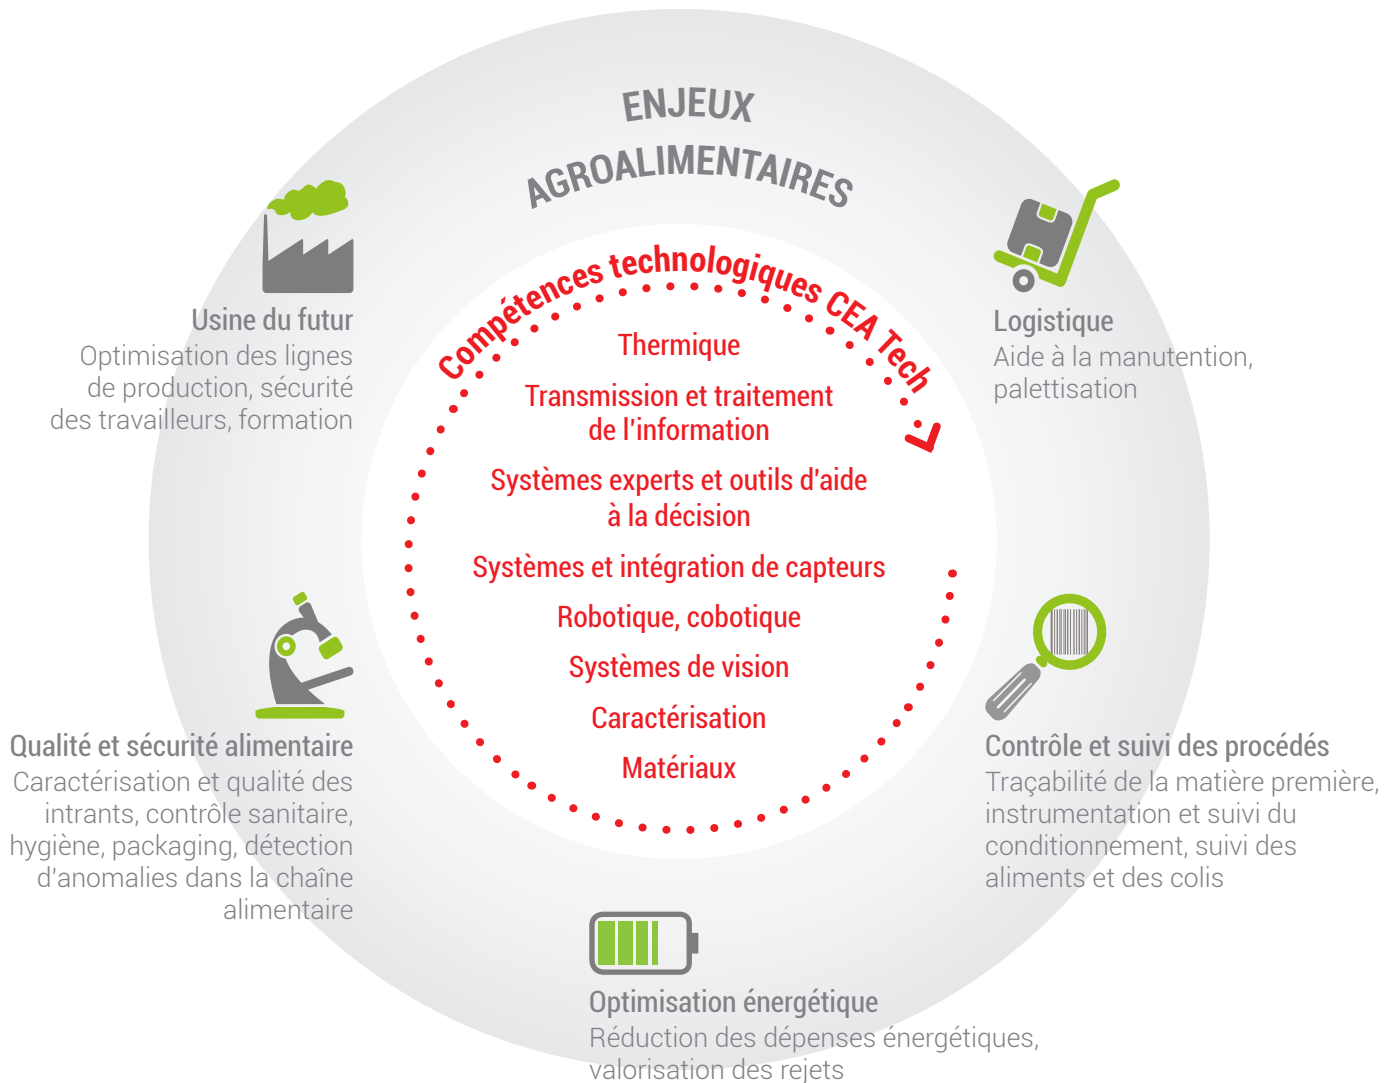 ENJEUX
AGROALIMENTAIRES
Compétences technologiques CEA Tech
Thermique
Transmission et traitement
de l'information
Systèmes experts et outils d'aide
à la décision
Systèmes et intégration de capteurs
Robotique, cobotique
Systèmes de vision
Caractérisation
Matériaux
Usine du futur
Optimisation des lignes
de production, sécurité
des travailleurs, formation
Logistique
Aide à la manutention,
palettisation
Qualité et sécurité alimentaire
Caractérisation et qualité des
intrants, contrôle sanitaire,
hygiène, packaging, détection
d'anomalies dans la chaîne
alimentaire
Contrôle et suivi des procédés
Traçabilité de la matière première,
instrumentation et suivi du
conditionnement, suivi des
aliments et des colis
Optimisation énergétique
Réduction des dépenses énergétiques,
valorisation des rejets